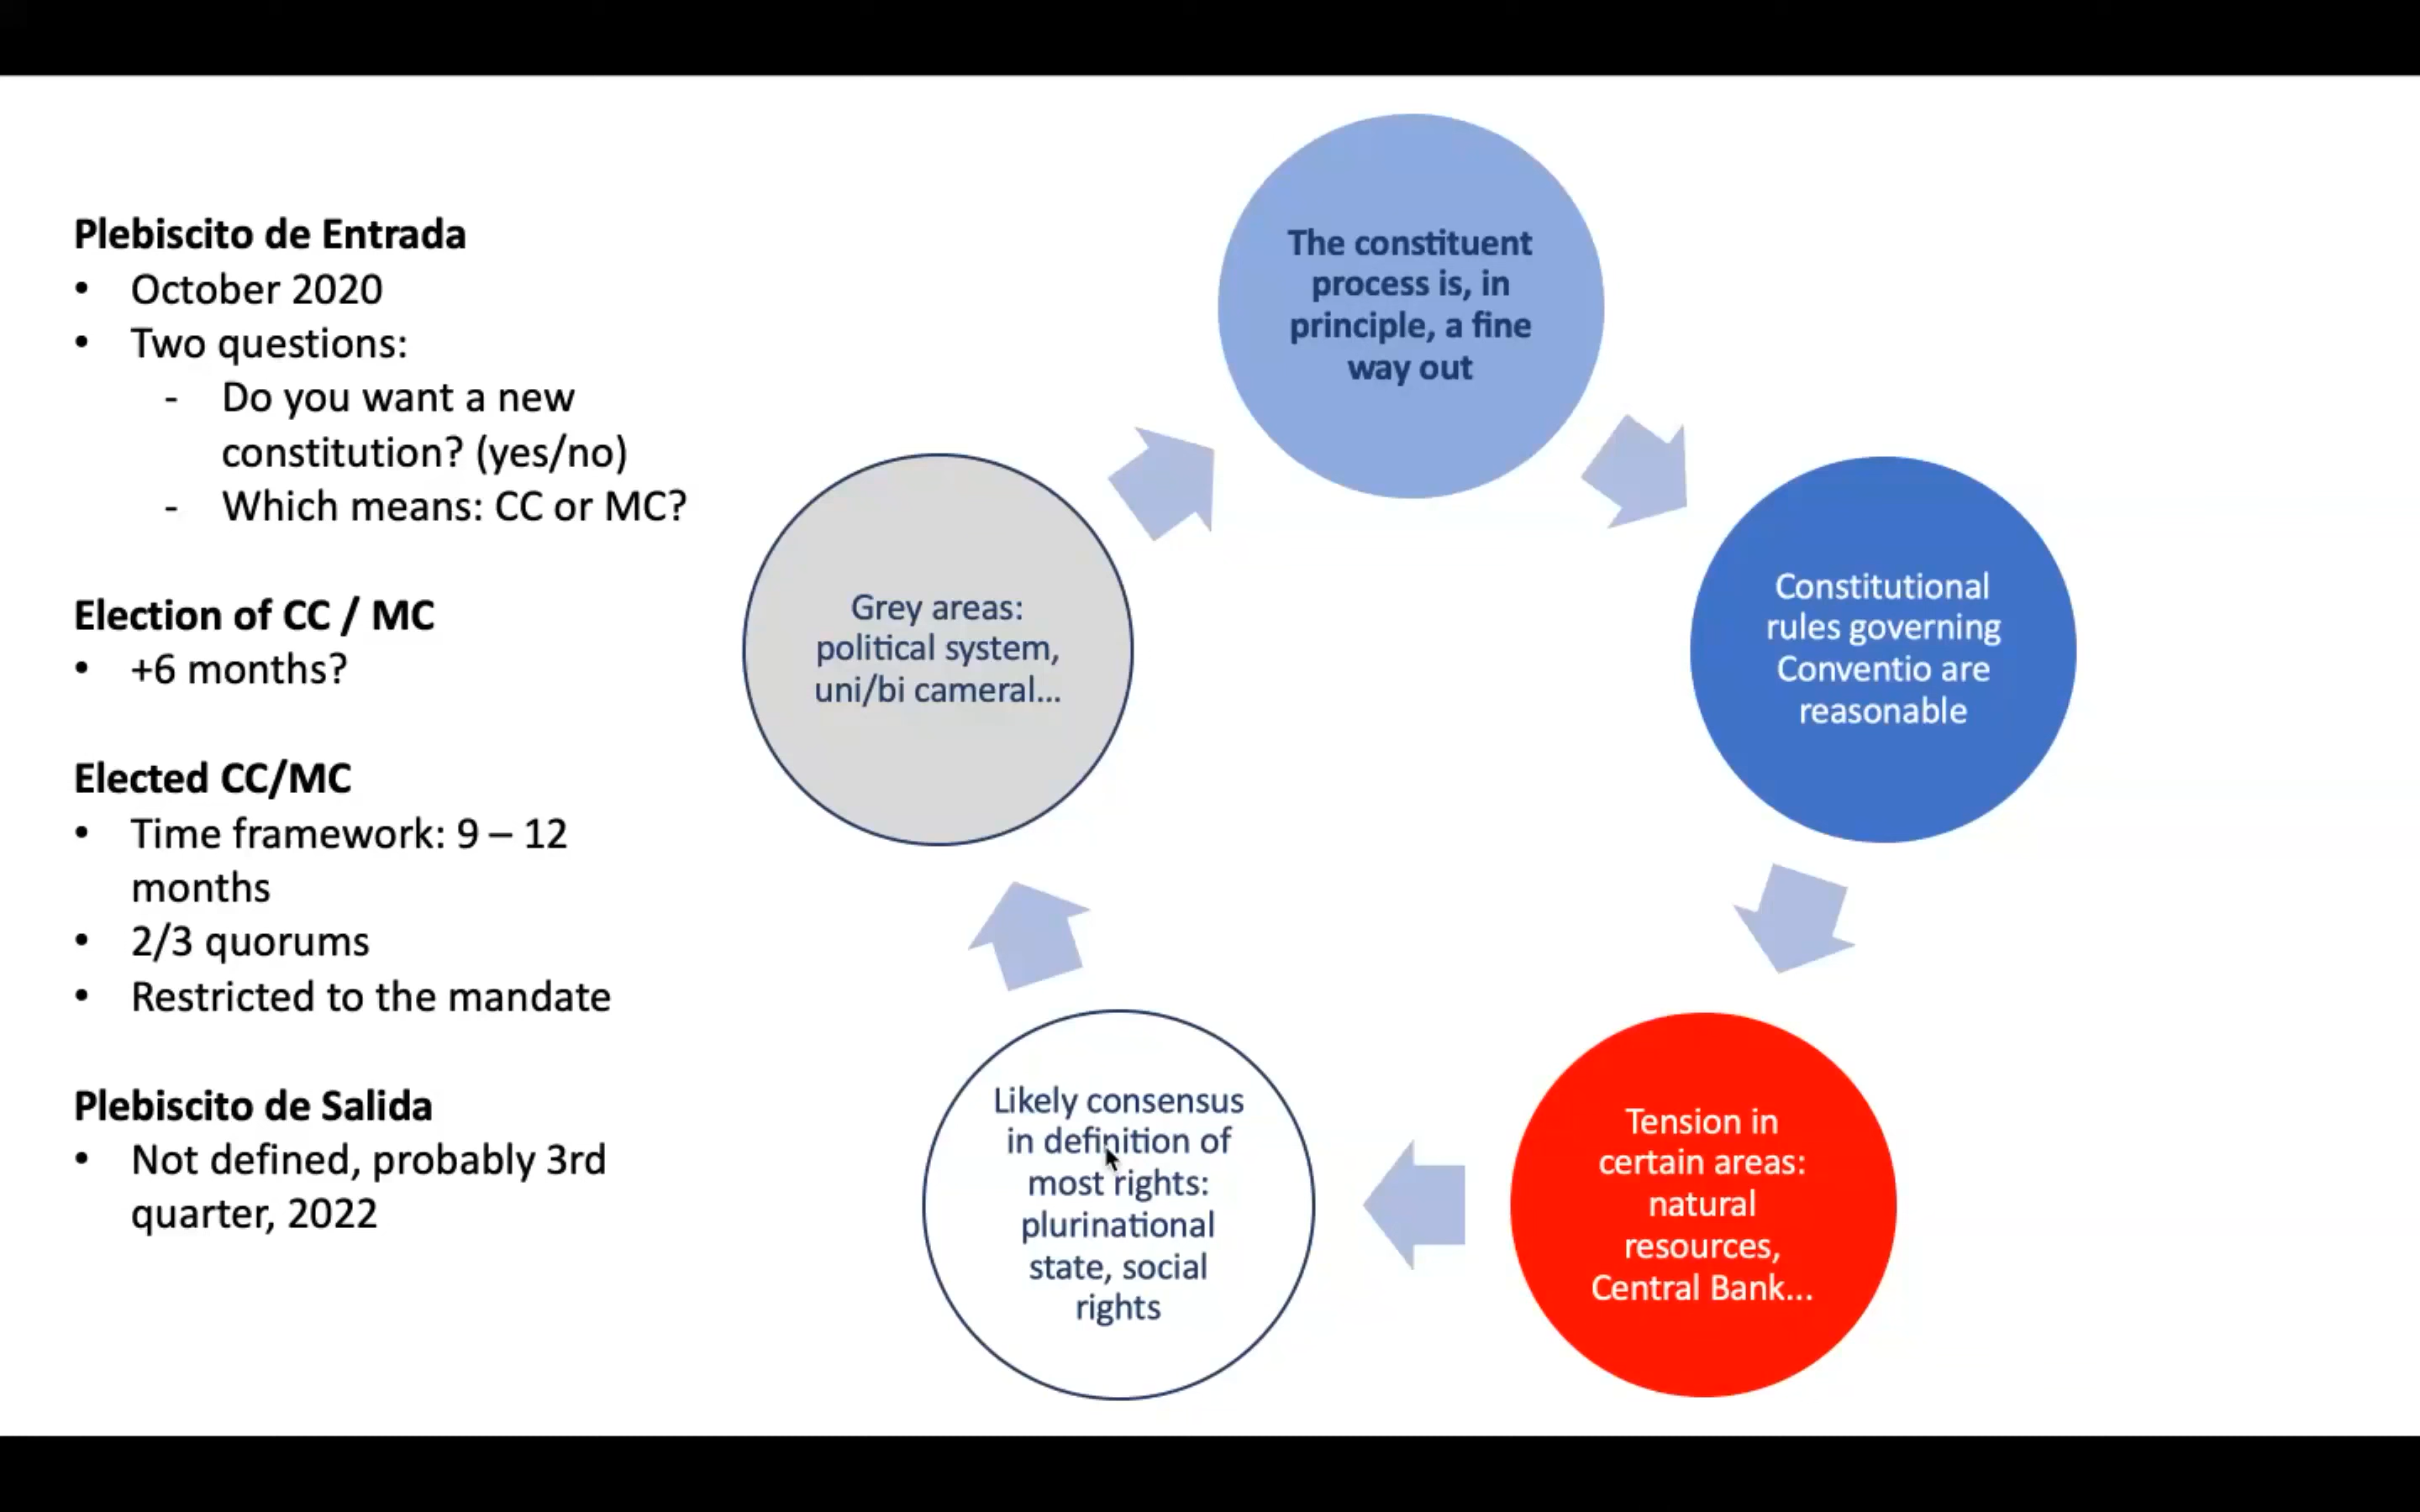 Plebiscito de Entrada
• October 2020
• Two questions:
- Do you want a new
constitution? (yes/no)
- Which means: CC or MC?
Election of CC / MC
• +6 months?
Elected CC/MC
• Time framework: 9 – 12
months
• 2/3 quorums
• Restricted to the mandate
Plebiscito de Salida
• Not defined, probably 3rd
quarter, 2022
The constituent
process is, in
principle, a fine
way out
Constitutional
rules governing
Conventio are
reasonable
Tension in
certain areas:
natural
resources,
Central Bank...
Likely consensus
in definition of
most rights:
plurinational
state, social
rights
Grey areas:
political system,
uni/bi cameral...